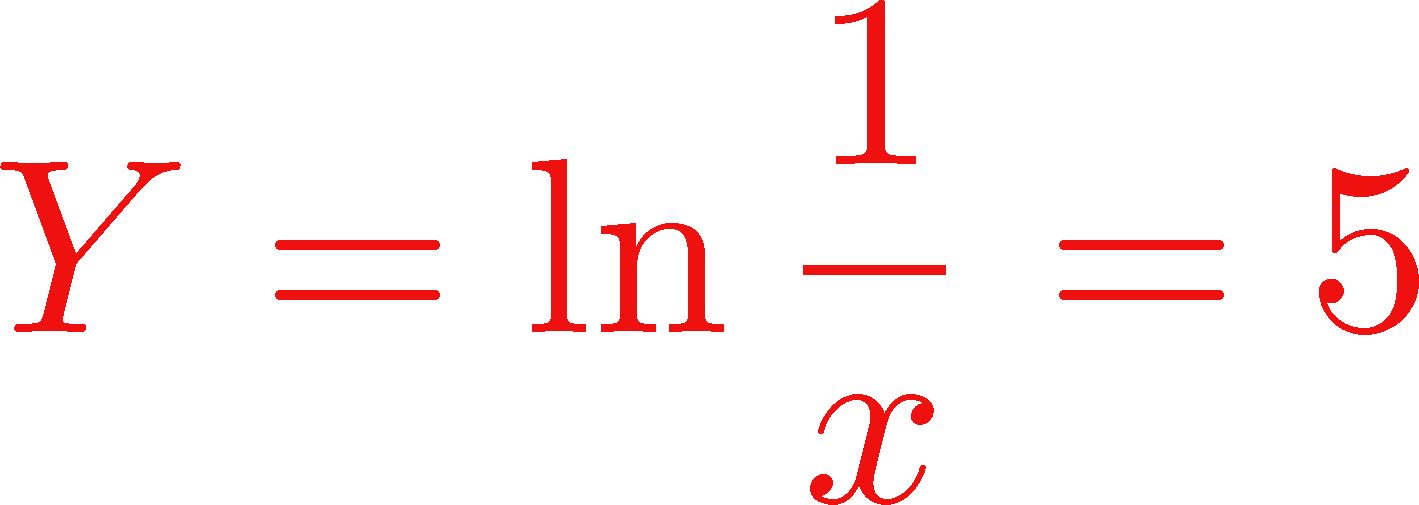 Y = ln 1/x = 5